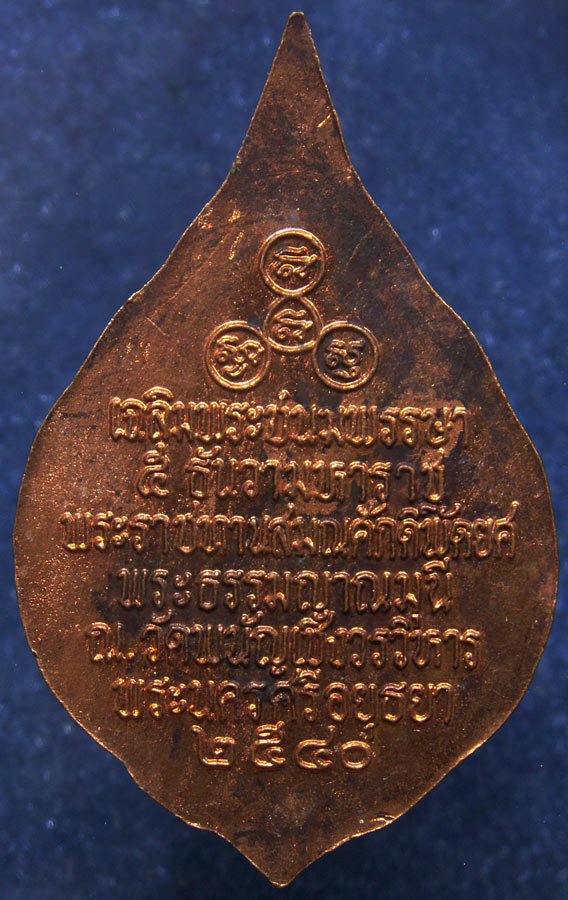 เฉลิมพระชนมพรรษา
๕ ธันวามหาราช
พระราชทานสมณศักดิ์พัดยศ
พระธรรมญาณมุนี
ณ.วัดพนัญเชิงวรวิหาร
พระนครศรีอยุธยา
๒๕๔๐